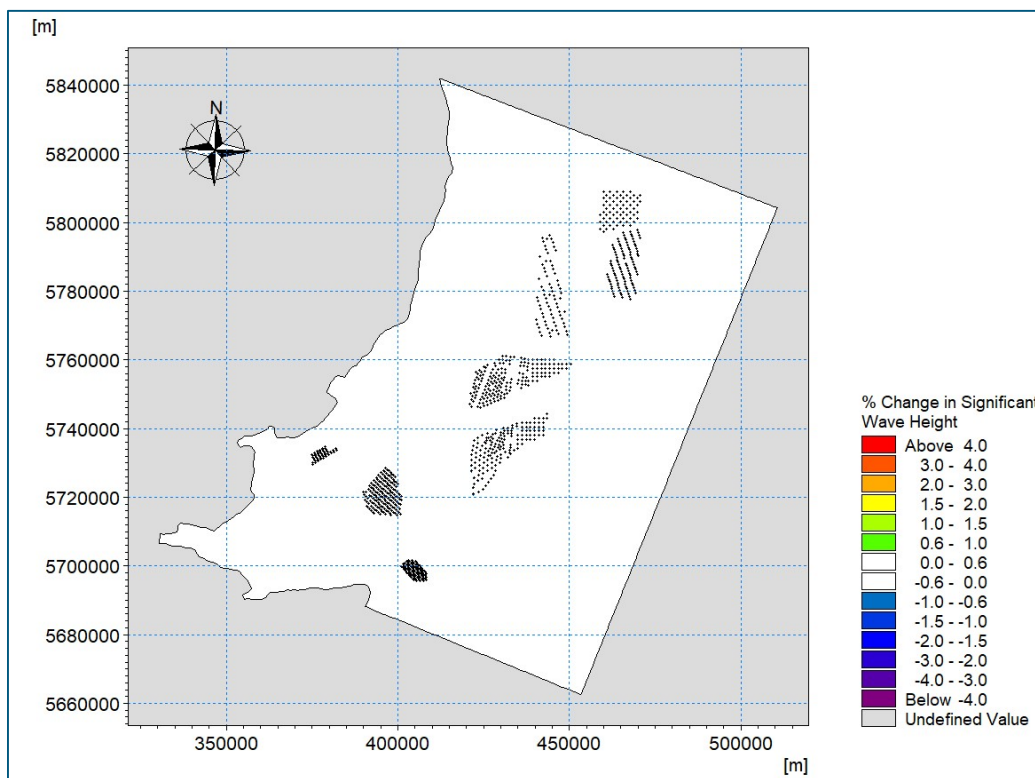 [m]
N
5840000
5820000
5800000
5780000
5760000
5740000
5720000
5700000
5680000
5660000
350000 400000 450000 500000
[m]
% Change in Significant
Wave Height
Above 4.0
3.0 - 4.0
2.0 - 3.0
1.5 - 2.0
1.0 - 1.5
0.6 - 1.0
0.0 - 0.6
-0.6 - 0.0
-1.0 - -0.6
-1.5 - -1.0
-2.0 - -1.5
-3.0 - -2.0
-4.0 - -3.0
Below -4.0
Undefined Value